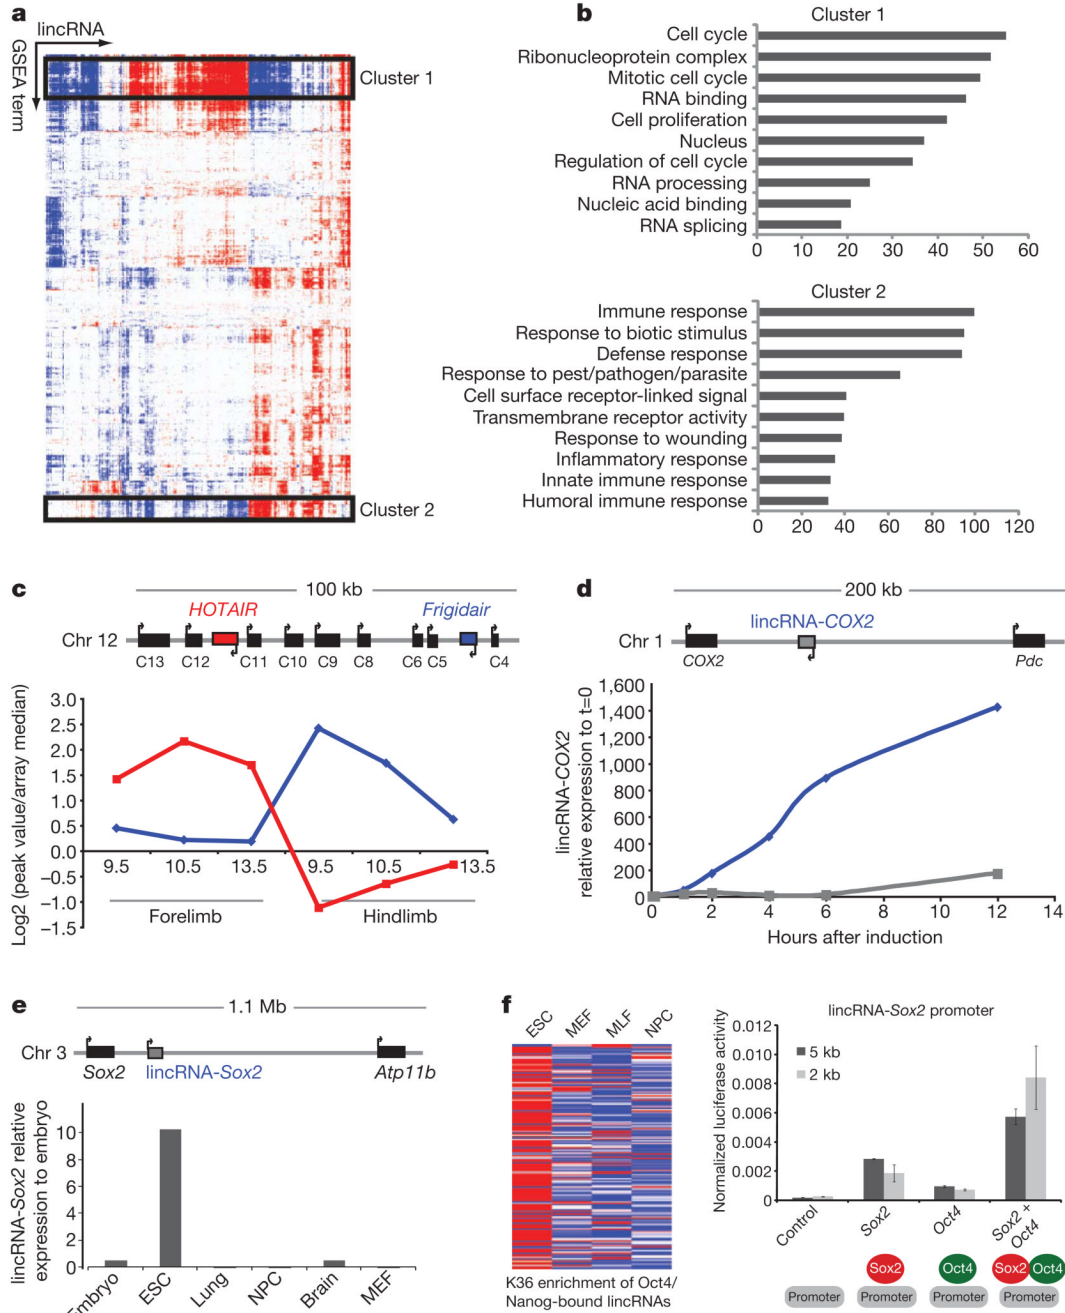 a
lincRNA
GSEA term
Cluster 1
Cluster 2
b
Cluster 1
Cell cycle
Ribonucleoprotein complex
Mitotic cell cycle
RNA binding
Cell proliferation
Nucleus
Regulation of cell cycle
RNA processing
Nucleic acid binding
RNA splicing
0 10 20 30 40 50 60
Cluster 2
Immune response
Response to biotic stimulus
Defense response
Response to pest/pathogen/parasite
Cell surface receptor-linked signal
Transmembrane receptor activity
Response to wounding
Inflammatory response
Innate immune response
Humoral immune response
0 20 40 60 80 100 120
c
100 kb
HOTAIR Frigidair
Chr 12
C13 C12 C11 C10 C9 C8 C6 C5 C4
Log2 (peak value/array median)
3.0
2.5
2.0
1.5
1.0
0.5
0.0
−0.5
−1.0
−1.5
9.5 10.5 13.5 9.5 10.5 13.5
Forelimb Hindlimb
d
200 kb
lincRNA-COX2
Chr 1
COX2 Pdc
lincRNA-COX2
relative expression to t=0
1,600
1,400
1,200
1,000
800
600
400
200
0
0 2 4 6 8 10 12 14
Hours after induction
e
1.1 Mb
Chr 3
Sox2 lincRNA-Sox2 Atp11b
lincRNA-Sox2 relative
expression to embryo
10
8
6
4
2
0
Embryo ESC Lung NPC Brain MEF
f
ESC MEF MLF NPC
K36 enrichment of Oct4/
Nanog-bound lincRNAs
lincRNA-Sox2 promoter
Normalized luciferase activity
0.012
0.010
0.008
0.006
0.004
0.002
0
5 kb
2 kb
Control Sox2 Oct4 Sox2 +
Oct4
Sox2 Oct4 Sox2 Oct4
Promoter Promoter Promoter Promoter